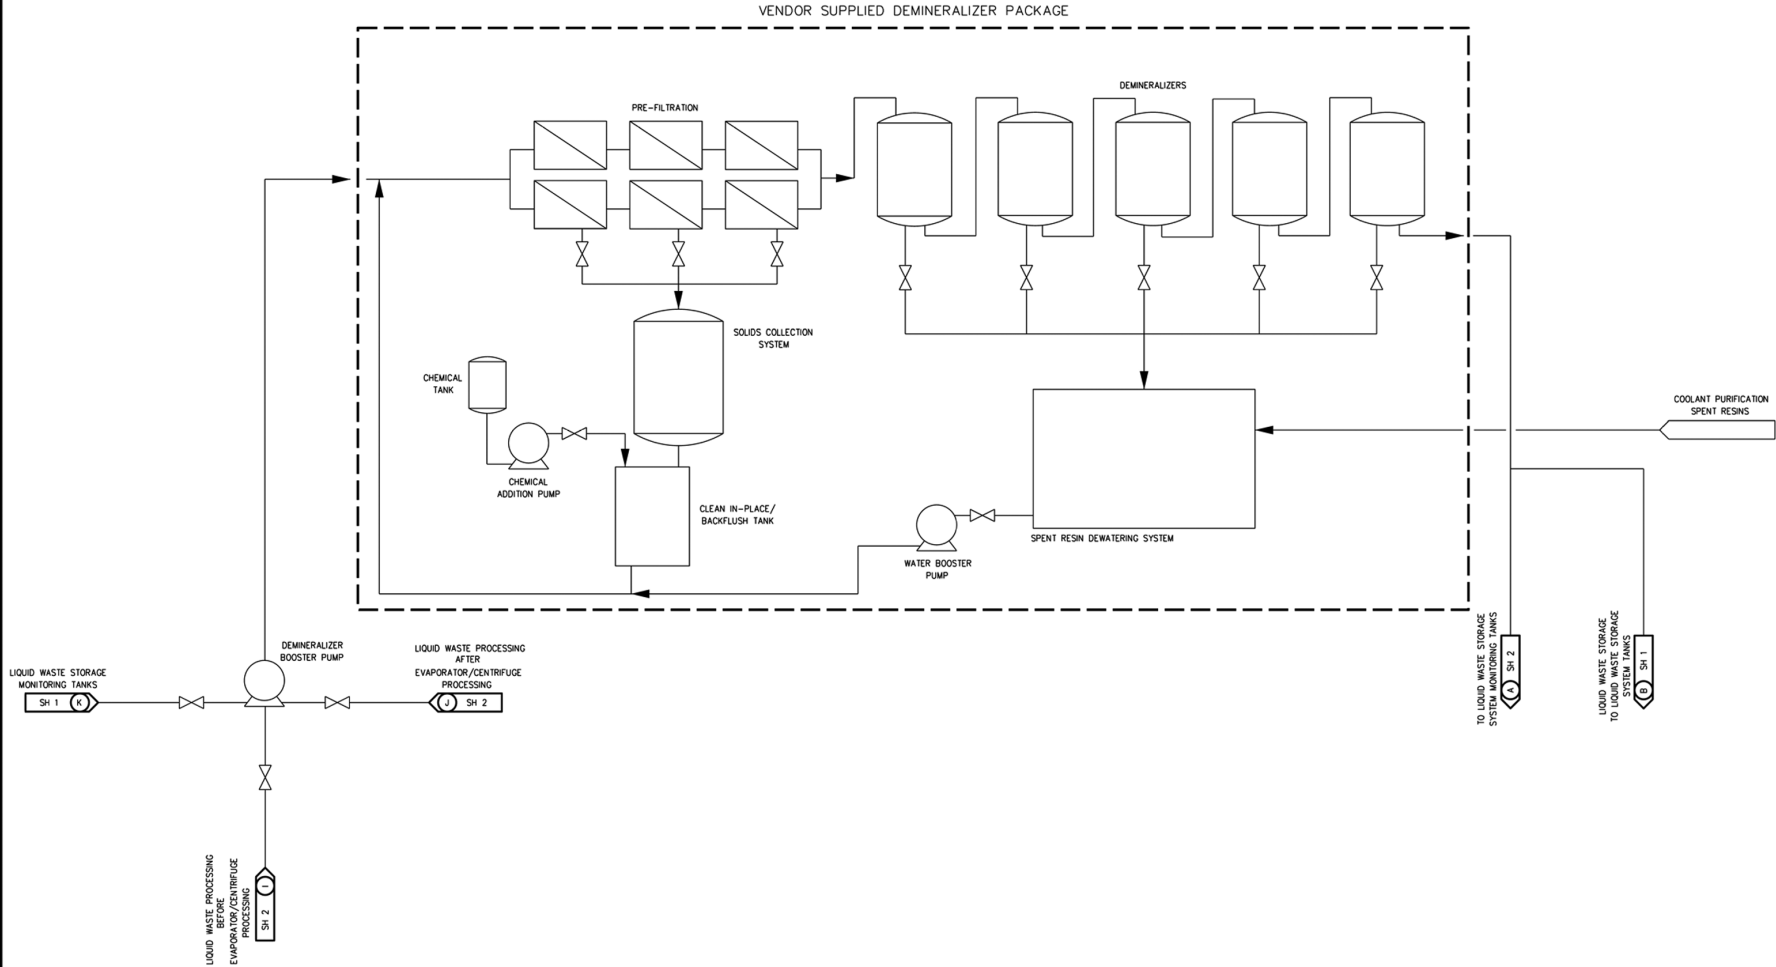 VENDOR SUPPLIED DEMINERALIZER PACKAGE
DEMINERALIZERS
PRE-FILTRATION
SOLIDS COLLECTION
SYSTEM
CHEMICAL
TANK
COOLANT PURIFICATION
SPENT RESINS
CHEMICAL
ADDITION PUMP
CLEAN IN-PLACE/
BACKFLUSH TANK
SPENT RESIN DEWATERING SYSTEM
WATER BOOSTER
PUMP
DEMINERALIZER
BOOSTER PUMP
LIQUID WASTE PROCESSING
AFTER
EVAPORATOR/CENTRIFUGE
PROCESSING
J SH 2
LIQUID WASTE STORAGE
MONITORING TANKS
SH 1 K
TO LIQUID WASTE STORAGE
SYSTEM MONITORING TANKS
A SH 2
LIQUID WASTE STORAGE
TO LIQUID WASTE STORAGE
SYSTEM TANKS
B SH 1
LIQUID WASTE PROCESSING
BEFORE
EVAPORATOR/CENTRIFUGE
PROCESSING
SH 2 I